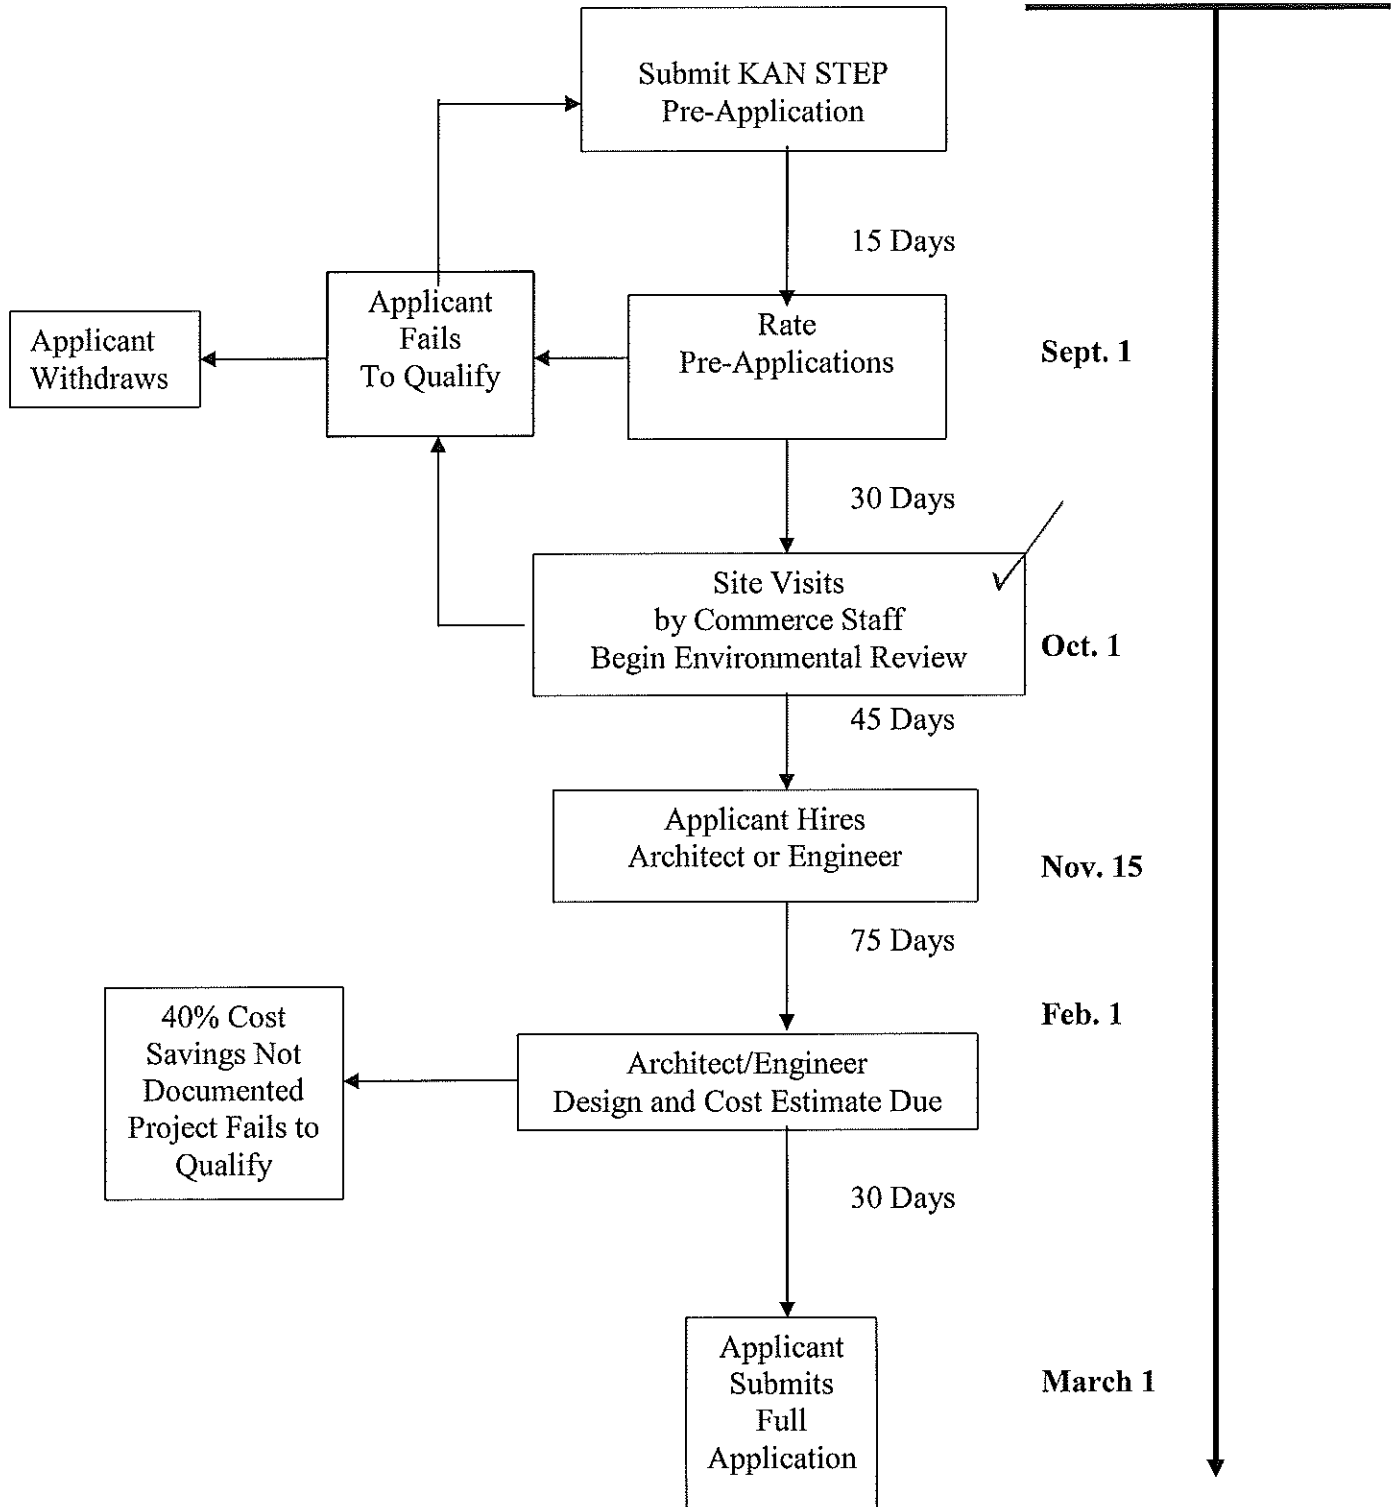 Submit KAN STEP
Pre-Application
15 Days
Applicant
Fails
To Qualify
Applicant
Withdraws
Rate
Pre-Applications
Sept. 1
30 Days
Site Visits
by Commerce Staff
Begin Environmental Review
Oct. 1
45 Days
Applicant Hires
Architect or Engineer
Nov. 15
75 Days
Feb. 1
40% Cost
Savings Not
Documented
Project Fails to
Qualify
Architect/Engineer
Design and Cost Estimate Due
30 Days
Applicant
Submits
Full
Application
March 1